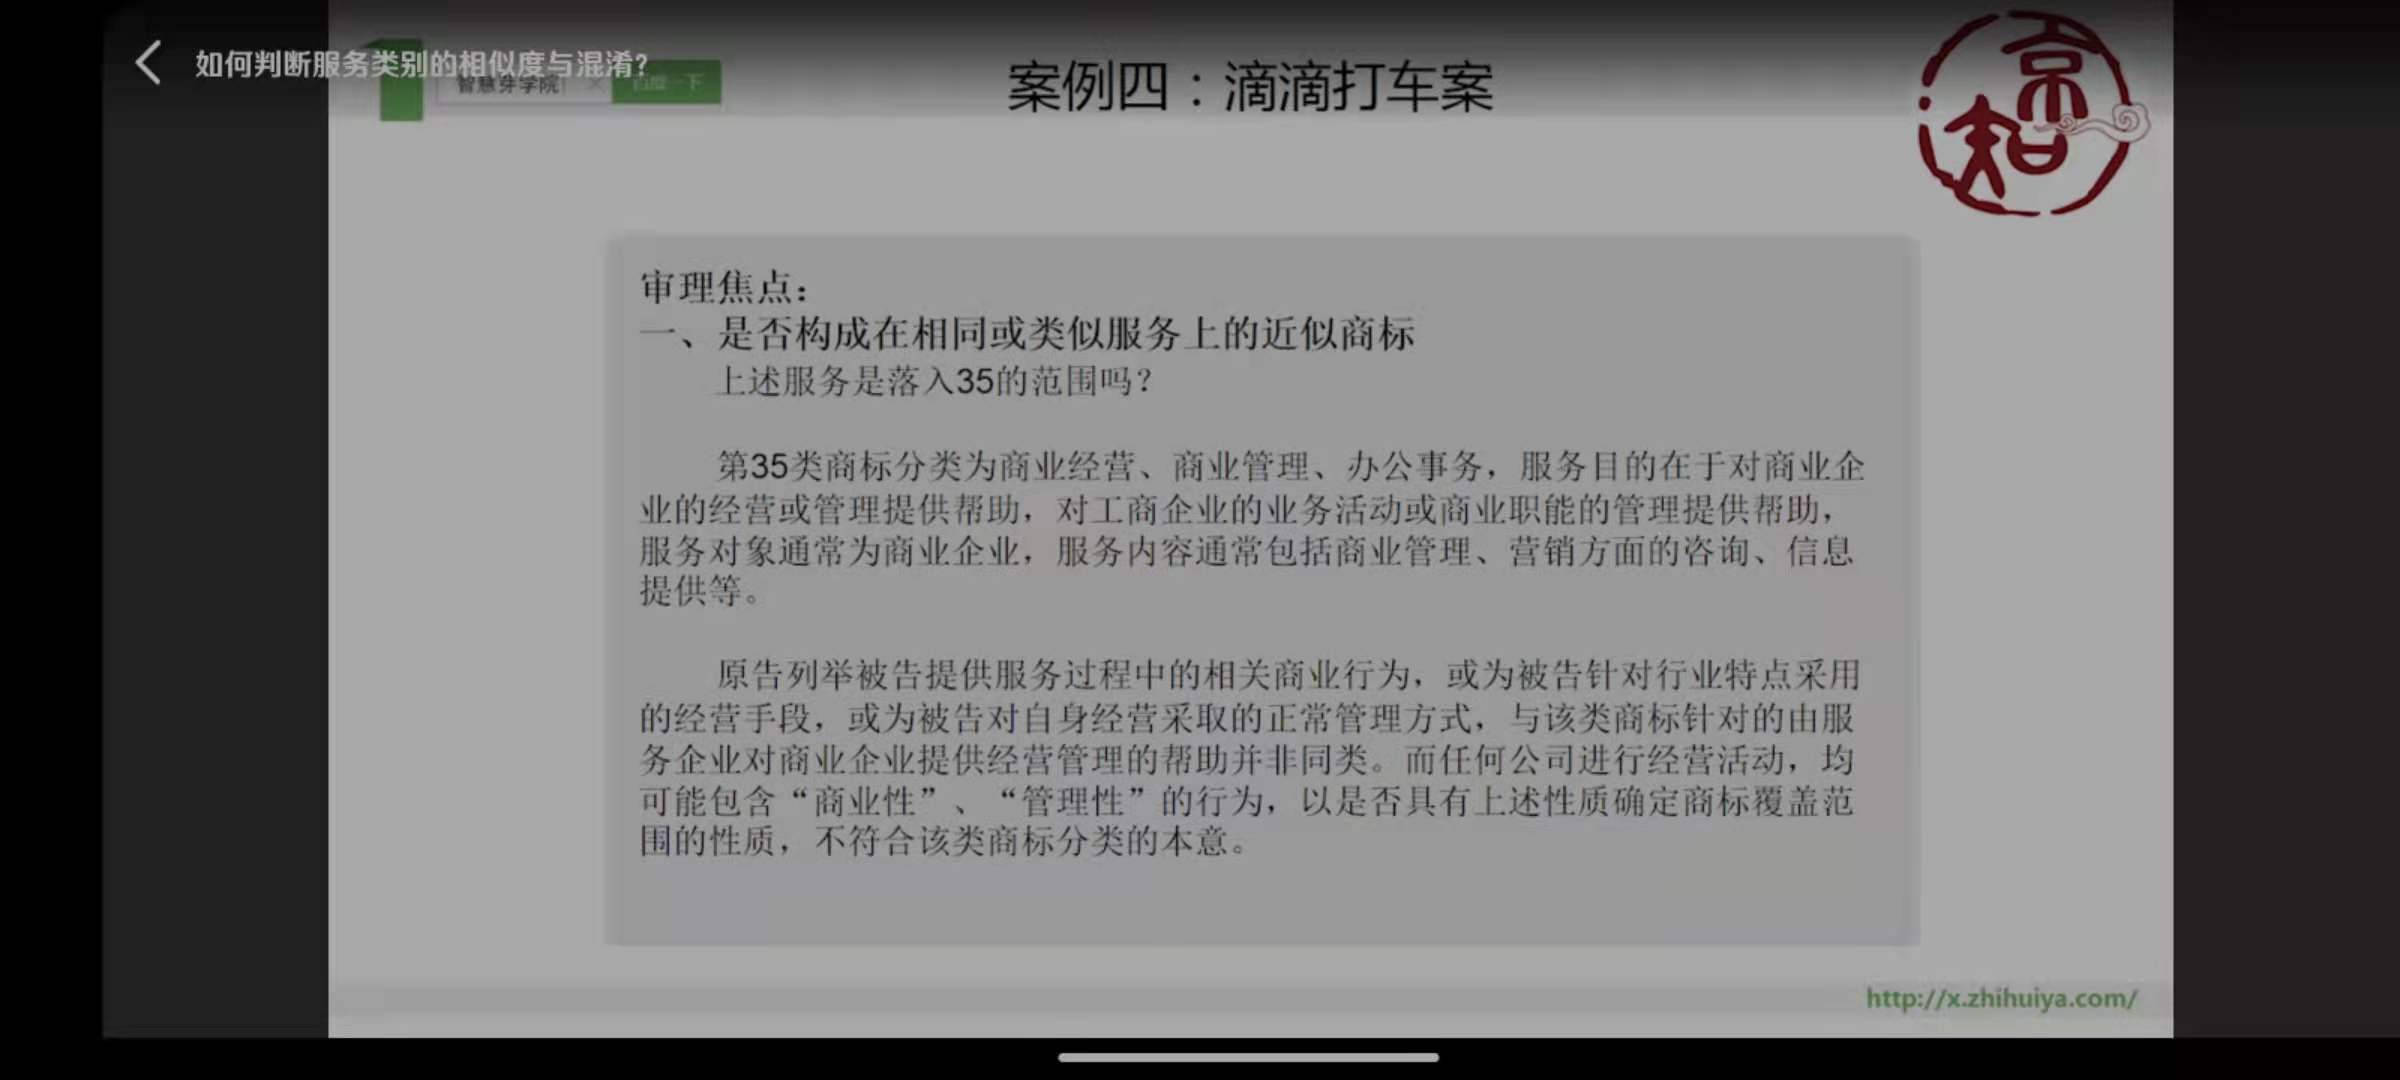 如何判断服务类别的相似度与混淆?
智慧芽学院
百度一下
案例四：滴滴打车案
京知
审理焦点：
一、是否构成在相同或类似服务上的近似商标
上述服务是落入35的范围吗？
第35类商标分类为商业经营、商业管理、办公事务，服务目的在于对商业企
业的经营或管理提供帮助，对工商企业的业务活动或商业职能的管理提供帮助，
服务对象通常为商业企业，服务内容通常包括商业管理、营销方面的咨询、信息
提供等。
原告列举被告提供服务过程中的相关商业行为，或为被告针对行业特点采用
的经营手段，或为被告对自身经营采取的正常管理方式，与该类商标针对的由服
务企业对商业企业提供经营管理的帮助并非同类。而任何公司进行经营活动，均
可能包含“商业性”、“管理性”的行为，以是否具有上述性质确定商标覆盖范
围的性质，不符合该类商标分类的本意。
http://x.zhihuiya.com/